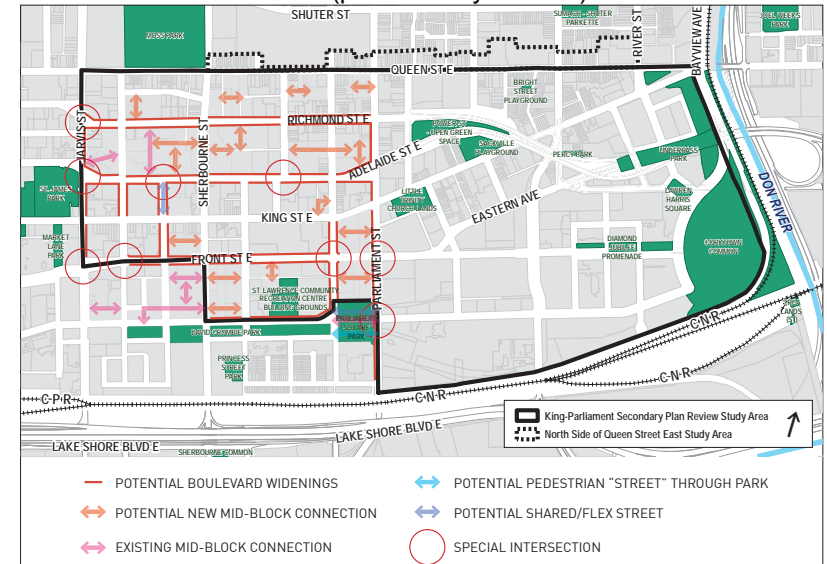 SHUTER ST
MOSS PARK
SUMACH - SHUTER
PARKETTE
RIVER ST
BAYVIEW AVE
JOEL WEEKS
PARK
QUEEN ST E
BRIGHT
STREET
PLAYGROUND
JARVIS ST
SHERBOURNE ST
RICHMOND ST E
POWER ST
- OPEN GREEN
SPACE
SACKVILLE
PLAYGROUND
PERCY PARK
UNDERPASS
PARK
ADELAIDE ST E
ST. JAMES
PARK
LITTLE
TRINITY
CHURCH LANDS
EASTERN AVE
LAWREN
HARRIS
SQUARE
DON RIVER
KING ST E
MARKET
LANE
PARK
PARLIAMENT ST
DIAMOND
JUBILEE
PROMENADE
CORKTOWN
COMMON
FRONT ST E
ST LAWRENCE COMMUNITY
RECREATION CENTRE
BUILDING GROUNDS
LANDS
PARLIAMENT
SQUARE
PARK
DAVID CROMBIE PARK
C N R
PRINCESS
STREET
PARK
C N R
C P R
C N R
LAKE SHORE BLVD E
LAKE SHORE BLVD E
SHERBOURNE COMMON
King-Parliament Secondary Plan Review Study Area
North Side of Queen Street East Study Area
POTENTIAL BOULEVARD WIDENINGS
POTENTIAL NEW MID-BLOCK CONNECTION
EXISTING MID-BLOCK CONNECTION
POTENTIAL PEDESTRIAN “STREET” THROUGH PARK
POTENTIAL SHARED/FLEX STREET
SPECIAL INTERSECTION